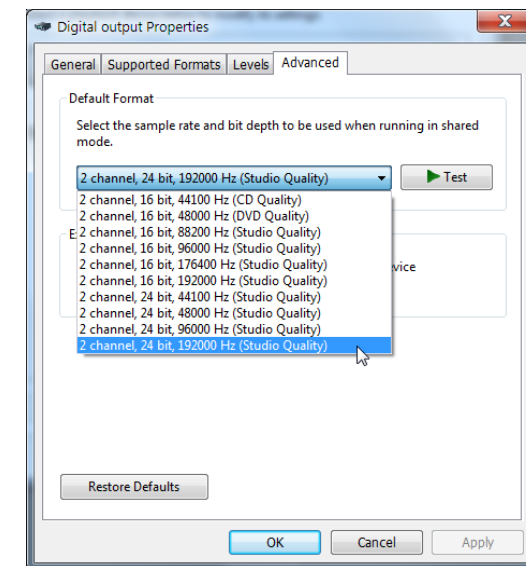 Digital output Properties
General Supported Formats Levels Advanced
Default Format
Select the sample rate and bit depth to be used when running in shared
mode.
2 channel, 24 bit, 192000 Hz (Studio Quality)
Test
2 channel, 16 bit, 44100 Hz (CD Quality)
2 channel, 16 bit, 48000 Hz (DVD Quality)
2 channel, 16 bit, 88200 Hz (Studio Quality)
2 channel, 16 bit, 96000 Hz (Studio Quality)
2 channel, 16 bit, 176400 Hz (Studio Quality)
2 channel, 16 bit, 192000 Hz (Studio Quality)
2 channel, 24 bit, 44100 Hz (Studio Quality)
2 channel, 24 bit, 48000 Hz (Studio Quality)
2 channel, 24 bit, 96000 Hz (Studio Quality)
2 channel, 24 bit, 192000 Hz (Studio Quality)
Restore Defaults
OK Cancel Apply